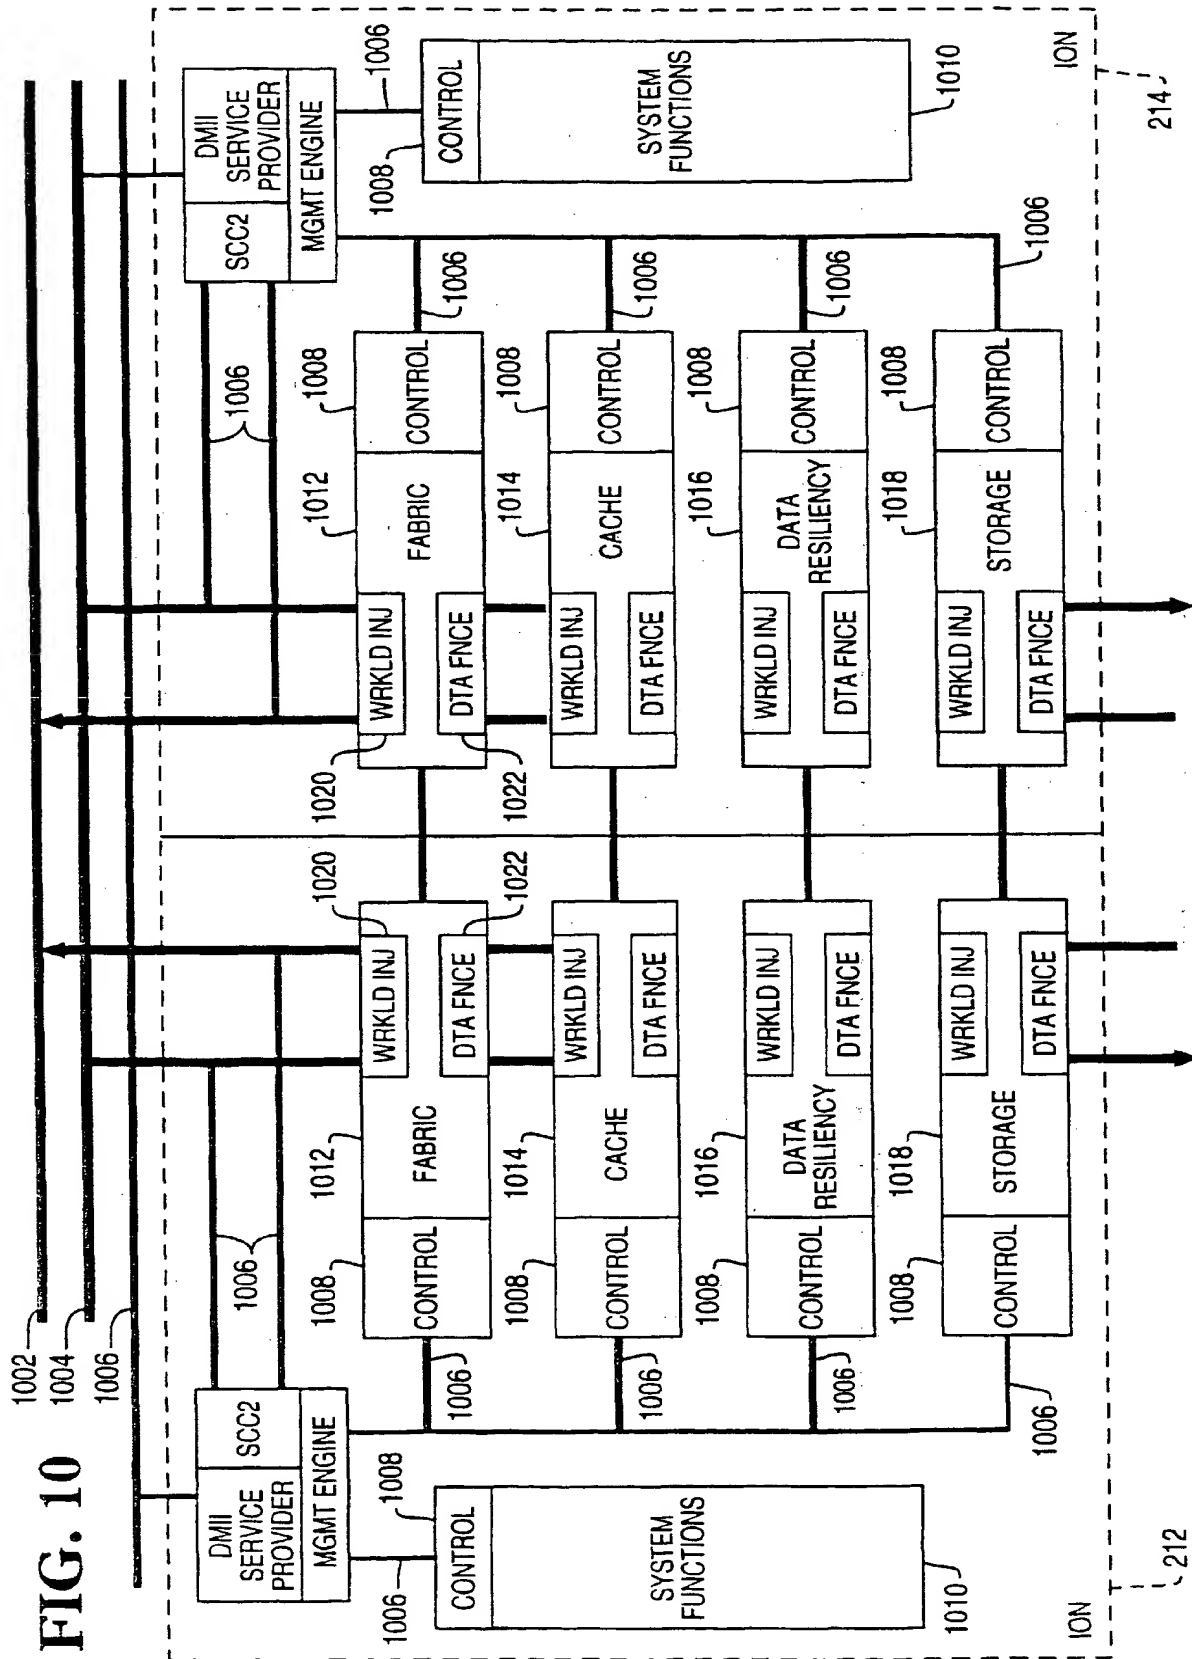 FIG. 10
1002
1004
1006
DMII
SERVICE
PROVIDER
SCC2
MGMT ENGINE
1006
1006
1008
CONTROL
SYSTEM
FUNCTIONS
1010
1008
CONTROL
1012
FABRIC
1020
WRKLD INJ
1022
DTA FNCE
1006
1008
CONTROL
1014
CACHE
WRKLD INJ
DTA FNCE
1006
1008
CONTROL
1016
DATA
RESILIENCY
WRKLD INJ
DTA FNCE
1006
1008
CONTROL
1018
STORAGE
WRKLD INJ
DTA FNCE
1006
ION
212
SCC2
DMII
SERVICE
PROVIDER
MGMT ENGINE
1006
1006
1008
CONTROL
SYSTEM
FUNCTIONS
1010
1020
WRKLD INJ
1022
DTA FNCE
1012
FABRIC
1008
CONTROL
1006
WRKLD INJ
DTA FNCE
1014
CACHE
1008
CONTROL
1006
WRKLD INJ
DTA FNCE
1016
DATA
RESILIENCY
1008
CONTROL
1006
WRKLD INJ
DTA FNCE
1018
STORAGE
1008
CONTROL
1006
ION
214